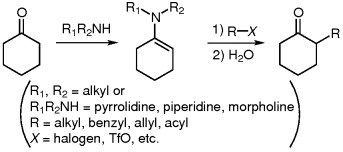 O
R₁R₂NH
R₁ N R₂
1) R−X
2) H₂O
O
R
R₁, R₂ = alkyl or
R₁R₂NH = pyrrolidine, piperidine, morpholine
R = alkyl, benzyl, allyl, acyl
X = halogen, TfO, etc.